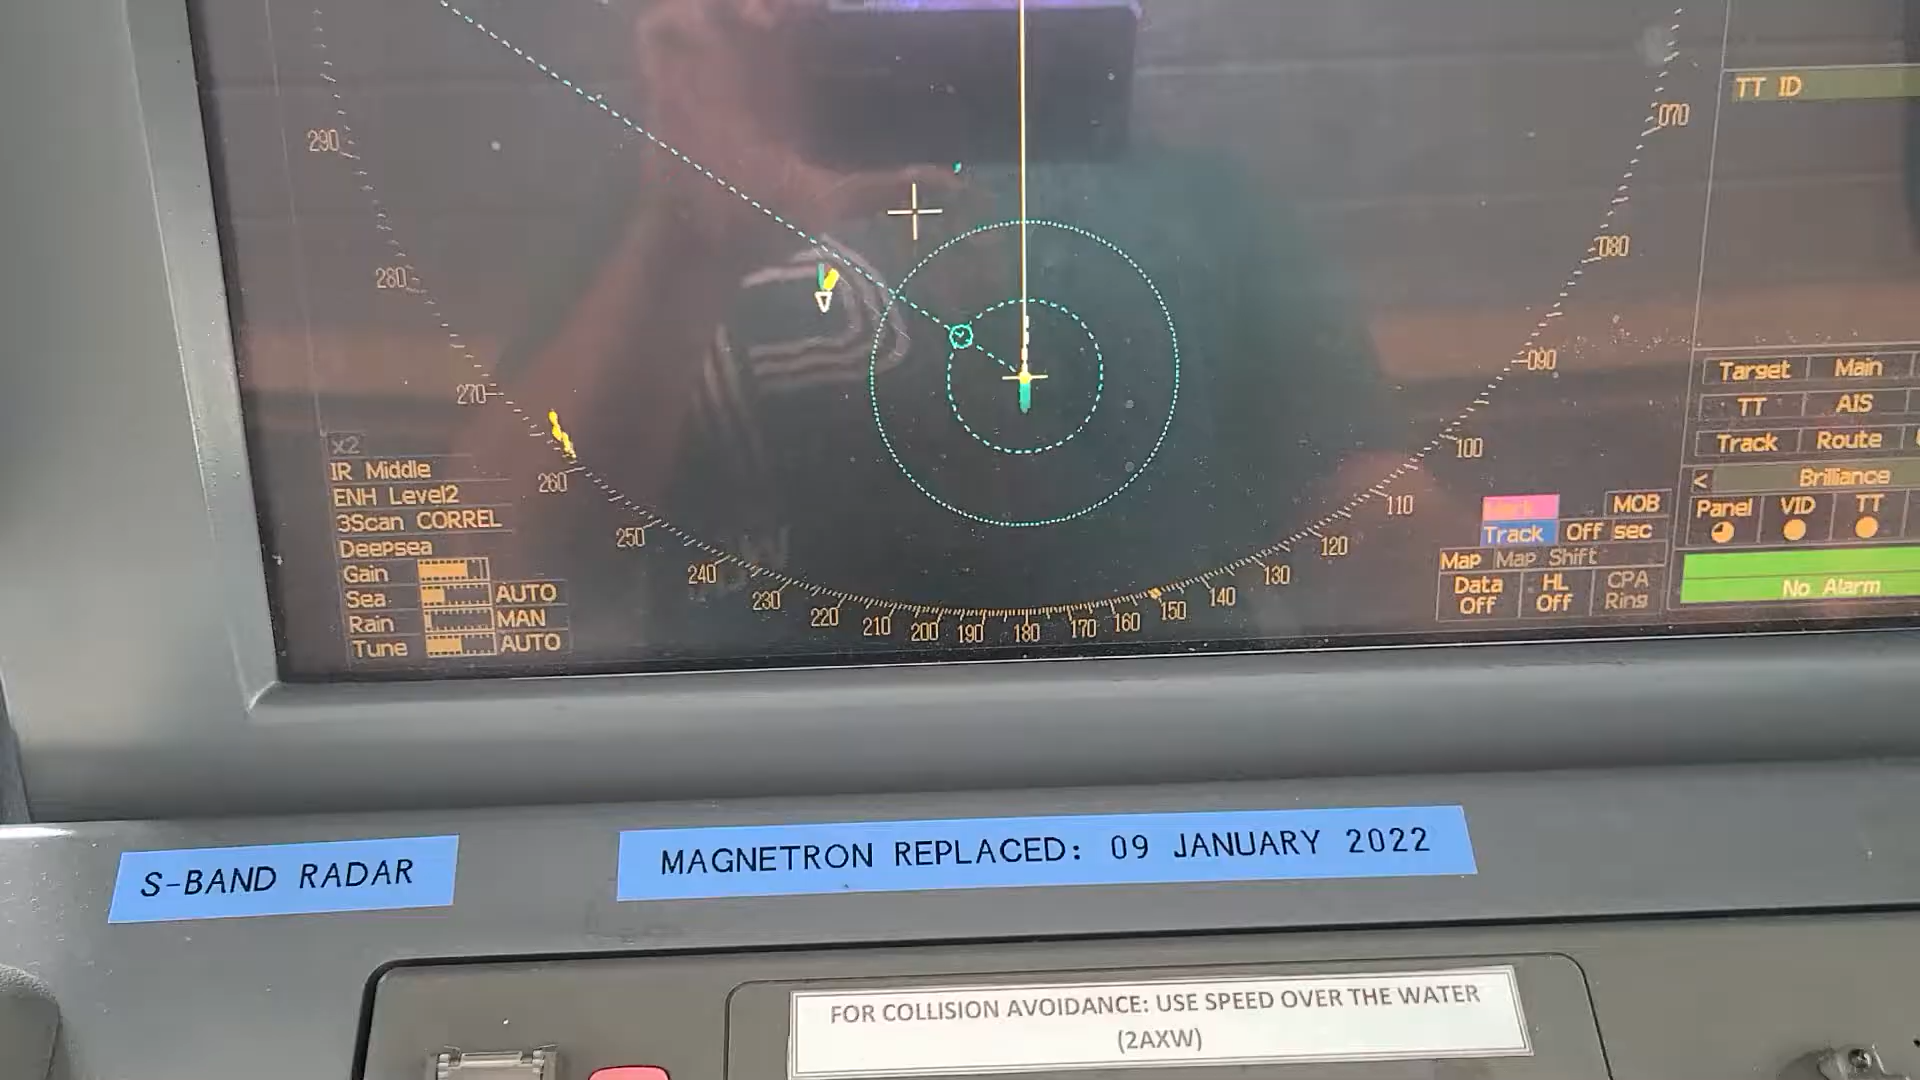 290
070
TT ID
280
080
270
090
Target Main
TT AIS
Track Route
X2
IR Middle
ENH Level2
3Scan CORREL
Deepsea
Gain
Sea AUTO
Rain MAN
Tune AUTO
260
250
240
230
220
210
200
190
180
170
160
150
140
130
120
110
100
MOB
Track Off sec
Map Map Shift
Data Off
HL Off
CPA Ring
< Brilliance
Panel VID TT
No Alarm
S-BAND RADAR
MAGNETRON REPLACED: 09 JANUARY 2022
FOR COLLISION AVOIDANCE: USE SPEED OVER THE WATER
(2AXW)